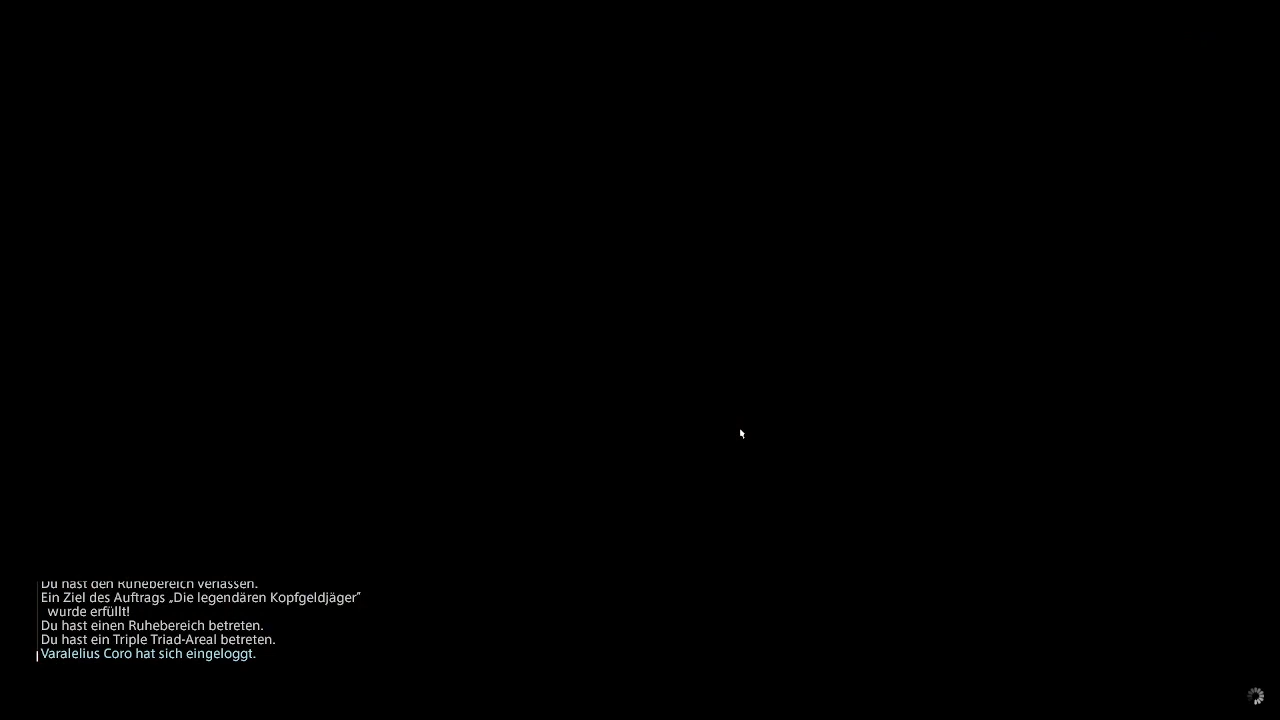 Du hast den Ruhebereich verlassen.
Ein Ziel des Auftrags „Die legendären Kopfgeldjäger“
wurde erfüllt!
Du hast einen Ruhebereich betreten.
Du hast ein Triple Triad-Areal betreten.
Varalelius Coro hat sich eingeloggt.